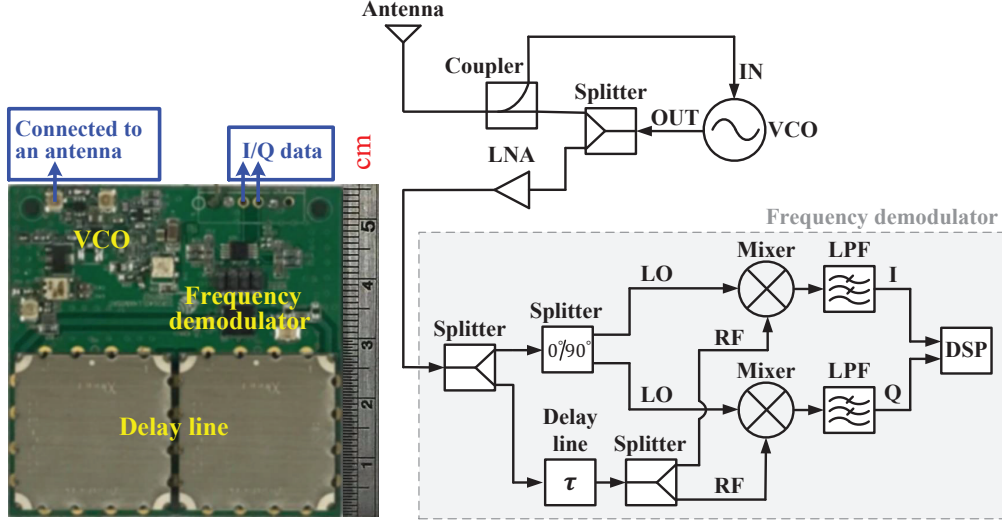 Connected to
an antenna
I/Q data
cm
VCO
Frequency
demodulator
Delay line
5
4
3
2
1
Antenna
Coupler
IN
Splitter
OUT
VCO
LNA
Frequency demodulator
Mixer
LPF
LO
I
Splitter
Splitter
0°/90°
RF
DSP
Mixer
LPF
LO
Q
Delay
line
Splitter
τ
RF